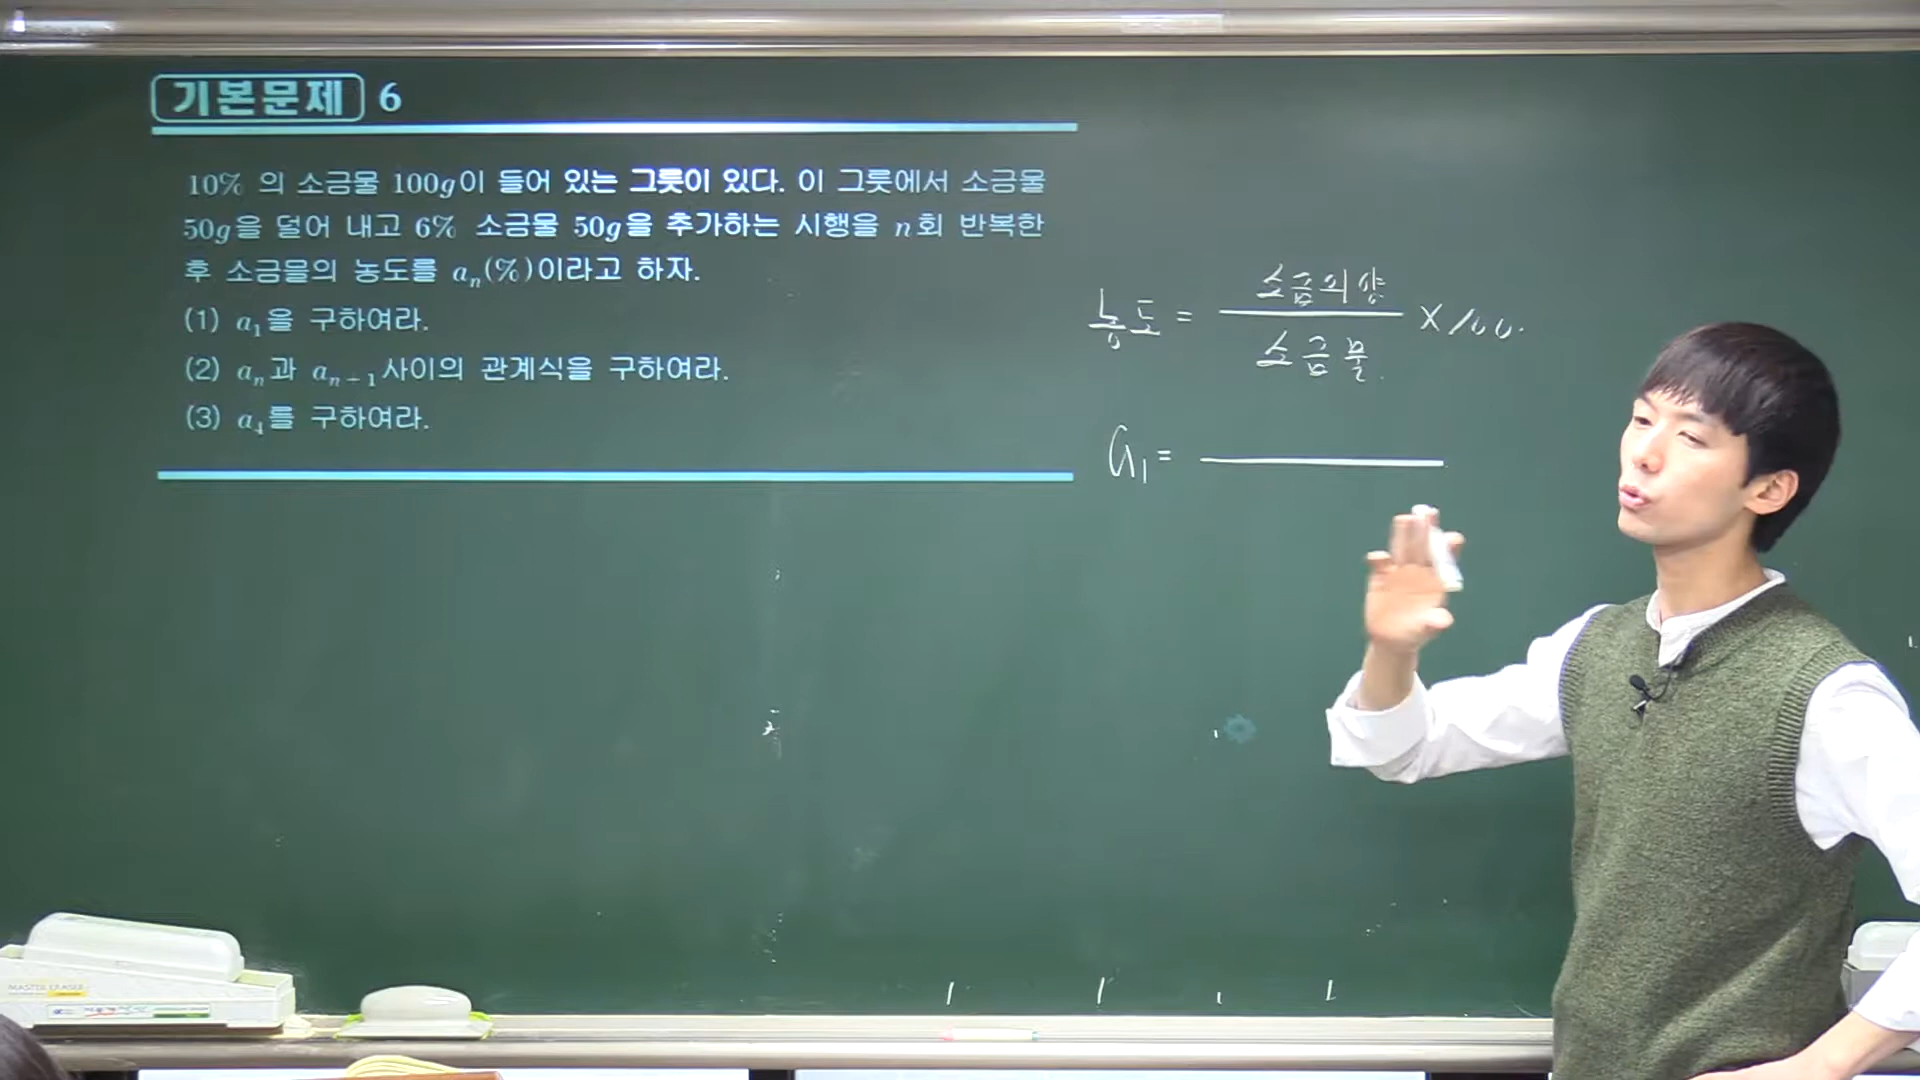 기본문제 6
10% 의 소금물 100g이 들어 있는 그릇이 있다. 이 그릇에서 소금물
50g을 덜어 내고 6% 소금물 50g을 추가하는 시행을 n회 반복한
후 소금물의 농도를 aₙ(%)이라고 하자.
(1) a₁을 구하여라.
(2) aₙ과 aₙ₊₁사이의 관계식을 구하여라.
(3) a₄를 구하여라.
농도 = 소금의양 / 소금물 × 100.
a₁ =
MASTER ERASER